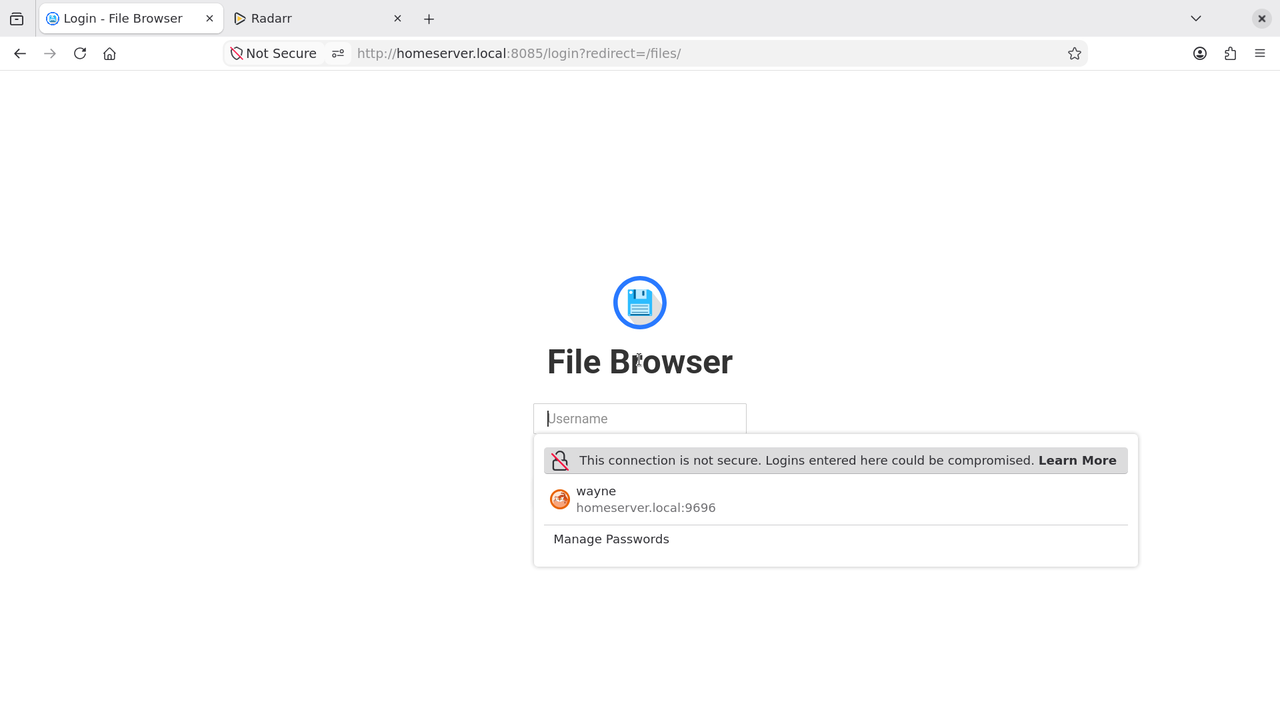 Login - File Browser
Radarr
Not Secure
http://homeserver.local:8085/login?redirect=/files/
File Browser
Username
This connection is not secure. Logins entered here could be compromised. Learn More
wayne
homeserver.local:9696
Manage Passwords